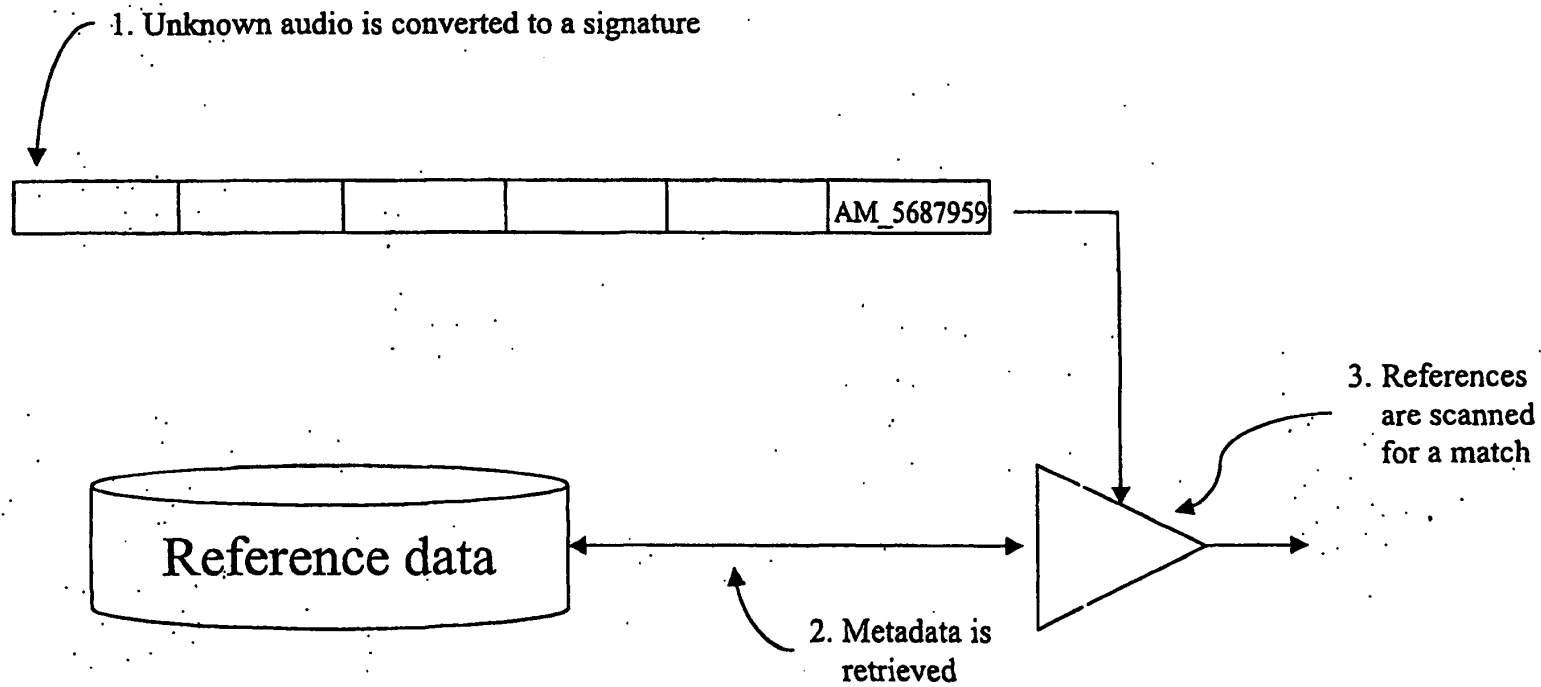 1. Unknown audio is converted to a signature
AM_5687959
3. References
are scanned
for a match
Reference data
2. Metadata is
retrieved